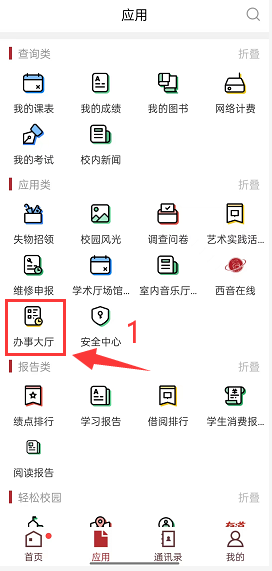 应用
查询类 折叠
我的课表 我的成绩 我的图书 网络计费
我的考试 校内新闻
应用类 折叠
失物招领 校园风光 调查问卷 艺术实践活...
维修申报 学术厅场馆... 室内音乐厅... 西音在线
办事大厅 安全中心
1
报告类 折叠
绩点排行 学习报告 借阅排行 学生消费报...
阅读报告
轻松校园 折叠
首页 应用 通讯录 我的